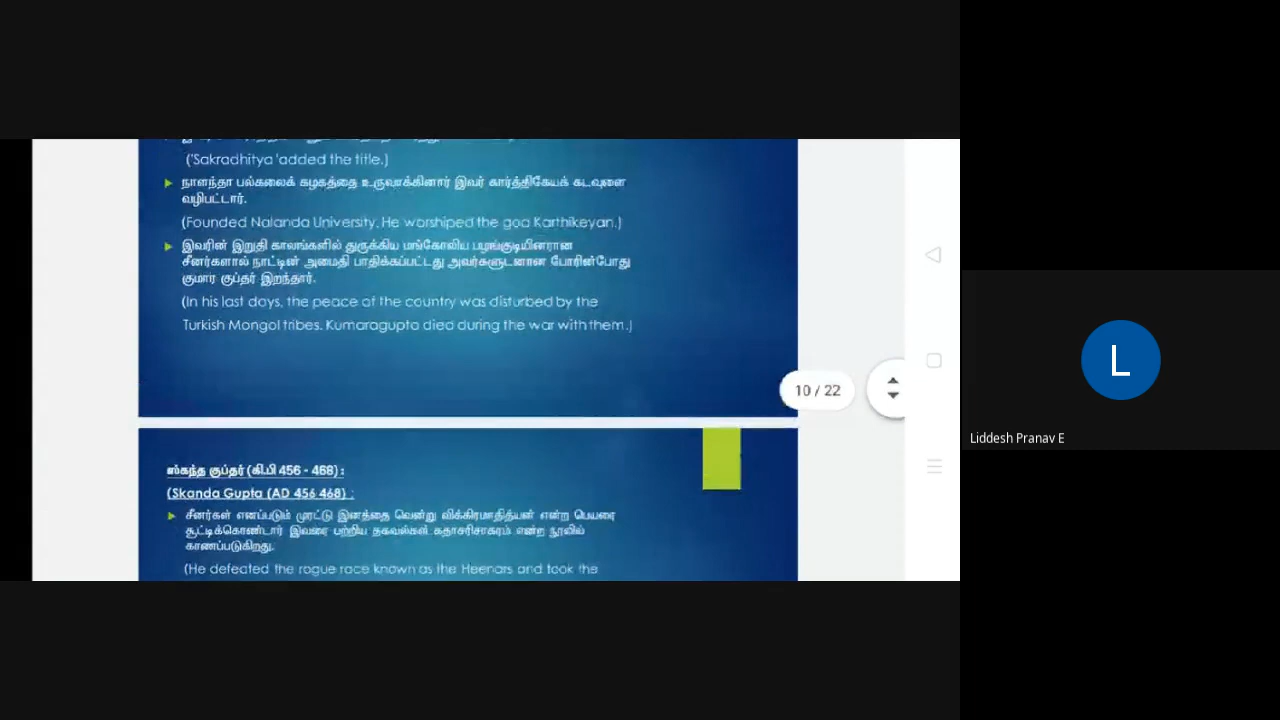 ('Sakradhitya 'added the title.)
நாளந்தா பல்கலைக் கழகத்தை உருவாக்கினார் இவர் கார்த்திகேயக் கடவுளை
வழிபட்டார்.
(Founded Nalanda University. He worshiped the god Karthikeyan.)
இவரின் இறுதி காலங்களில் துருக்கிய மங்கோலிய பழங்குடியினரான
சீனர்களால் நாட்டின் அமைதி பாதிக்கப்பட்டது அவர்களுடனான போரின்போது
குமார குப்தர் இறந்தார்.
(In his last days, the peace of the country was disturbed by the
Turkish Mongol tribes. Kumaragupta died during the war with them.)
10 / 22
ஸ்கந்த குப்தர் (கி.பி 456 - 468) :
(Skanda Gupta (AD 456 468) :
சீனர்கள் எனப்படும் முரட்டு இனத்தை வென்று விக்கிரமாதித்யன் என்ற பெயரை
சூட்டிக்கொண்டார் இவரை பற்றிய தகவல்கள் கதாசரிசாகரம் என்ற நூலில்
காணப்படுகிறது.
(He defeated the rogue race known as the Heenars and took the
L
Liddesh Pranav E